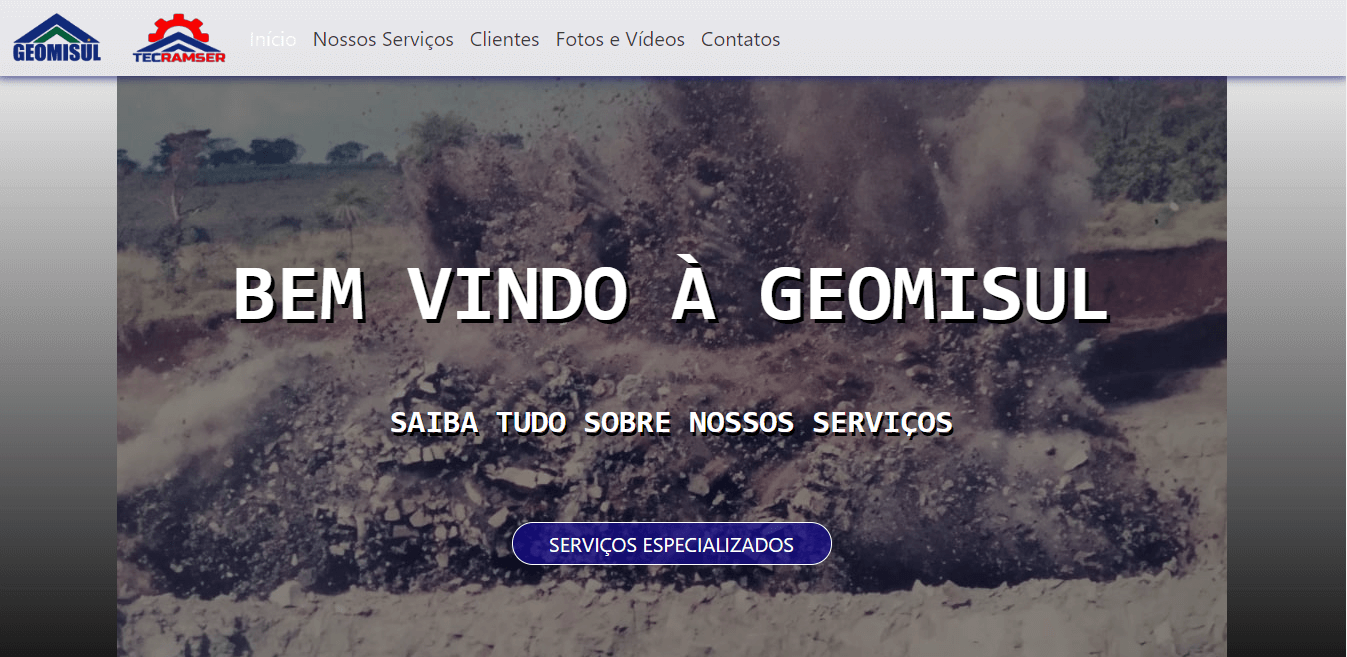 GEOMISUL
TECRAMSER
Início
Nossos Serviços
Clientes
Fotos e Vídeos
Contatos
BEM VINDO À GEOMISUL
SAIBA TUDO SOBRE NOSSOS SERVIÇOS
SERVIÇOS ESPECIALIZADOS